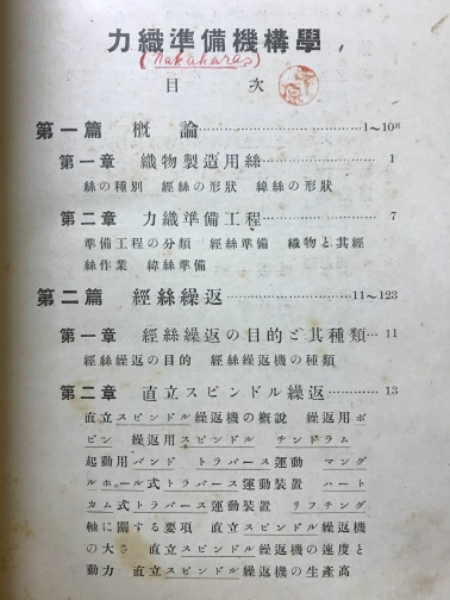 力織準備機構學
(Nakahara)
目 次
中原
第一篇 概論……………………………1~10頁
第一章 織物製造用絲……………………1
絲の種別 經絲の形狀 緯絲の形狀
第二章 力織準備工程……………………7
準備工程の分類 經絲準備 織物と其經
絲作業 緯絲準備
第二篇 經絲繰返……………………11~123
第一章 經絲繰返の目的と其種類…11
經絲繰返の目的 經絲繰返機の種類
第二章 直立スピンドル繰返…………13
直立スピンドル繰返機の概說 繰返用ボ
ビン 繰返用スピンドル チンドラム
起動用バンド トラバース運動 マング
ルホヰール式トラバース運動裝置 ハート
カム式トラバース運動裝置 リフチング
軸に關する要項 直立スピンドル繰返機
の大さ 直立スピンドル繰返機の速度と
動力 直立スピンドル繰返機の生產高